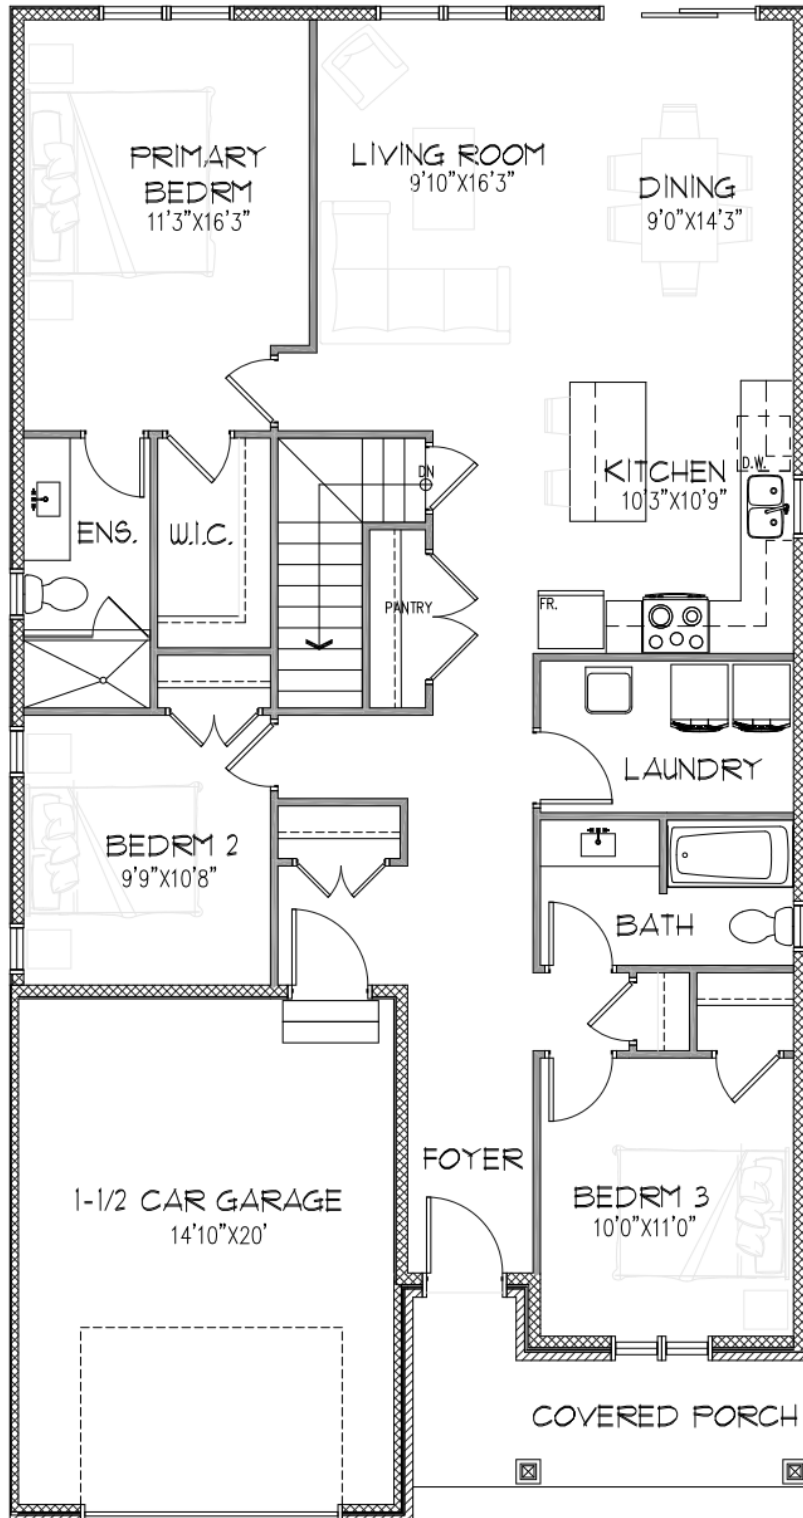 PRIMARY
BEDRM
11'3"X16'3"
LIVING ROOM
9'10"X16'3"
DINING
9'0"X14'3"
DN
KITCHEN
10'3"X10'9"
D.W.
ENS.
W.I.C.
PANTRY
FR.
LAUNDRY
BEDRM 2
9'9"X10'8"
BATH
FOYER
1-1/2 CAR GARAGE
14'10"X20'
BEDRM 3
10'0"X11'0"
COVERED PORCH